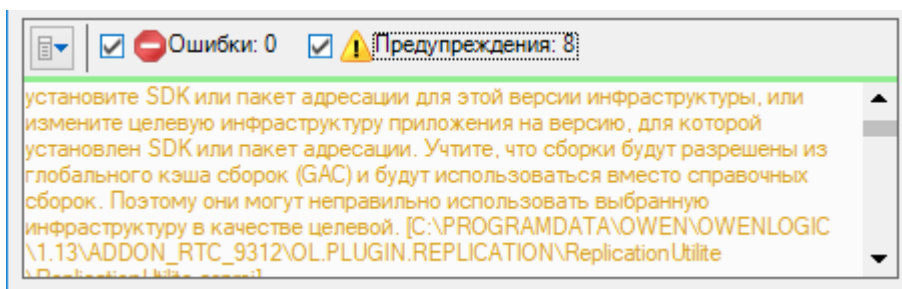 Ошибки: 0 Предупреждения: 8
установите SDK или пакет адресации для этой версии инфраструктуры, или
измените целевую инфраструктуру приложения на версию, для которой
установлен SDK или пакет адресации. Учтите, что сборки будут разрешены из
глобального кэша сборок (GAC) и будут использоваться вместо справочных
сборок. Поэтому они могут неправильно использовать выбранную
инфраструктуру в качестве целевой. [C:\PROGRAMDATA\OWEN\OWENLOGIC
\1.13\ADDON_RTC_9312\OL.PLUGIN.REPLICATION\ReplicationUtilite